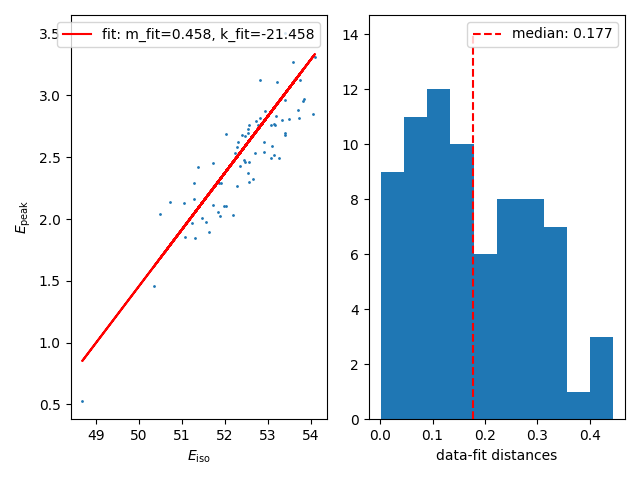 fit: m_fit=0.458, k_fit=-21.458
3.5
3.0
2.5
2.0
1.5
1.0
0.5
E_peak
49 50 51 52 53 54
E_iso
median: 0.177
14
12
10
8
6
4
2
0
0.0 0.1 0.2 0.3 0.4
data-fit distances